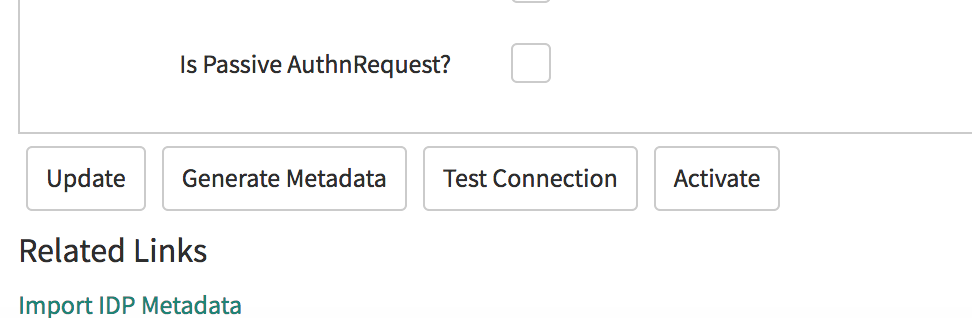 Is Passive AuthnRequest?
Update Generate Metadata Test Connection Activate
Related Links
Import IDP Metadata